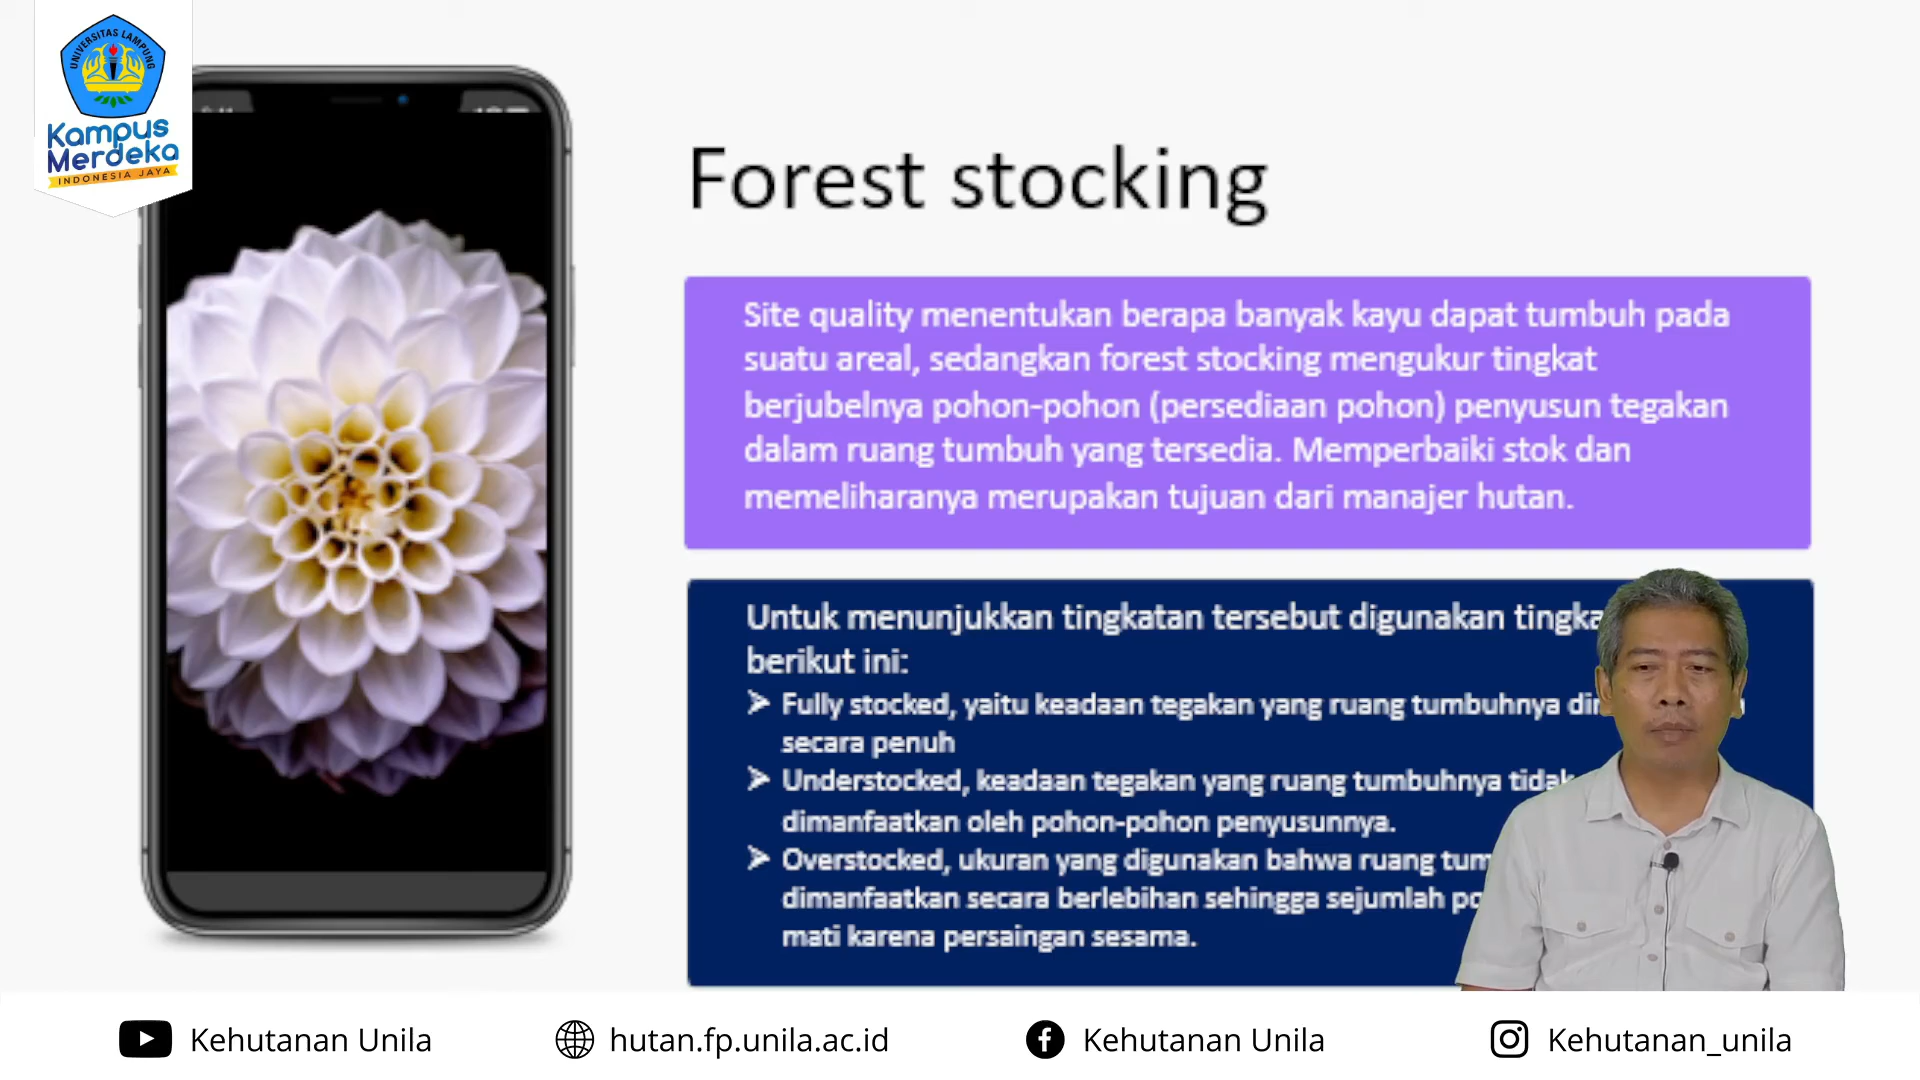 UNIVERSITAS LAMPUNG
Kampus
Merdeka
INDONESIA JAYA
Forest stocking
Site quality menentukan berapa banyak kayu dapat tumbuh pada
suatu areal, sedangkan forest stocking mengukur tingkat
berjubelnya pohon-pohon (persediaan pohon) penyusun tegakan
dalam ruang tumbuh yang tersedia. Memperbaiki stok dan
memeliharanya merupakan tujuan dari manajer hutan.
Untuk menunjukkan tingkatan tersebut digunakan
berikut ini:
➤ Fully stocked, yaitu keadaan tegakan yang ruang tumbuhnya
secara penuh
➤ Understocked, keadaan tegakan yang ruang tumbuhnya tidak
dimanfaatkan oleh pohon-pohon penyusunnya.
➤ Overstocked, ukuran yang digunakan bahwa ruang
dimanfaatkan secara berlebihan sehingga sejumlah
mati karena persaingan sesama.
Kehutanan Unila
hutan.fp.unila.ac.id
Kehutanan Unila
Kehutanan_unila